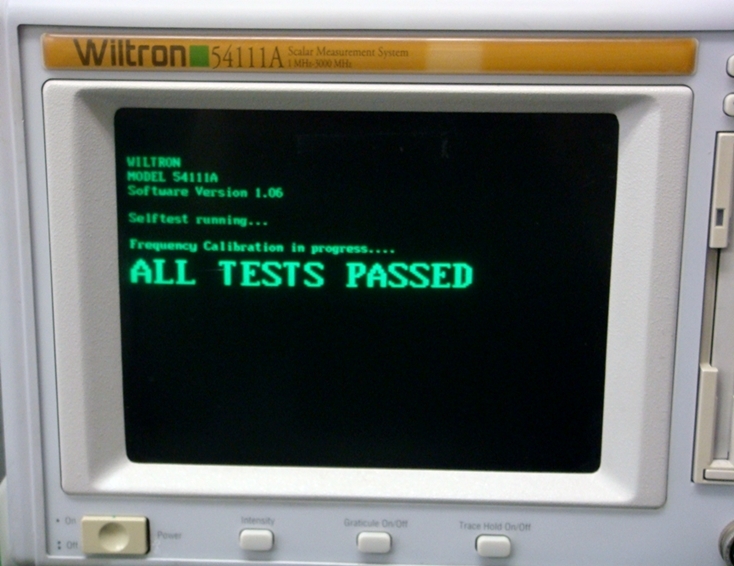 Wiltron 54111A Scalar Measurement System
1 MHz-3000 MHz
WILTRON
MODEL 54111A
Software Version 1.06
Selftest running...
Frequency Calibration in progress....
ALL TESTS PASSED
On
Off
Power
Intensity
Graticule On/Off
Trace Hold On/Off